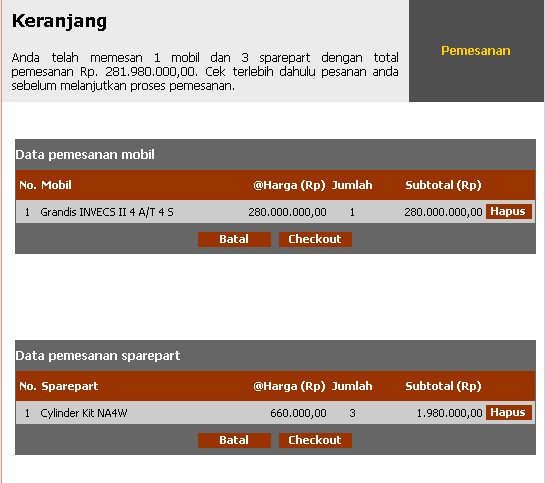 Keranjang
Pemesanan
Anda telah memesan 1 mobil dan 3 sparepart dengan total
pemesanan Rp. 281.980.000,00. Cek terlebih dahulu pesanan anda
sebelum melanjutkan proses pemesanan.
Data pemesanan mobil
No. Mobil @Harga (Rp) Jumlah Subtotal (Rp)
1 Grandis INVECS II 4 A/T 4 S 280.000.000,00 1 280.000.000,00 Hapus
Batal Checkout
Data pemesanan sparepart
No. Sparepart @Harga (Rp) Jumlah Subtotal (Rp)
1 Cylinder Kit NA4W 660.000,00 3 1.980.000,00 Hapus
Batal Checkout